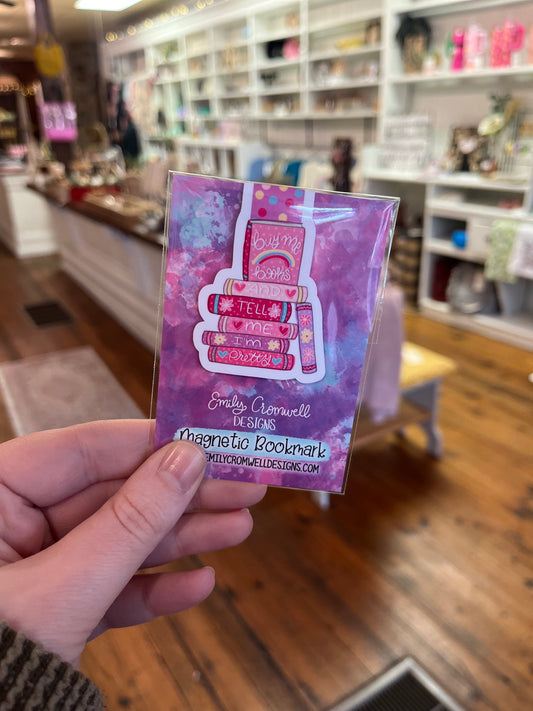 buy me
books
AND
TELL
ME
I'M
Pretty
Emily Cromwell
DESIGNS
Magnetic Bookmark
EMILYCROMWELLDESIGNS.COM